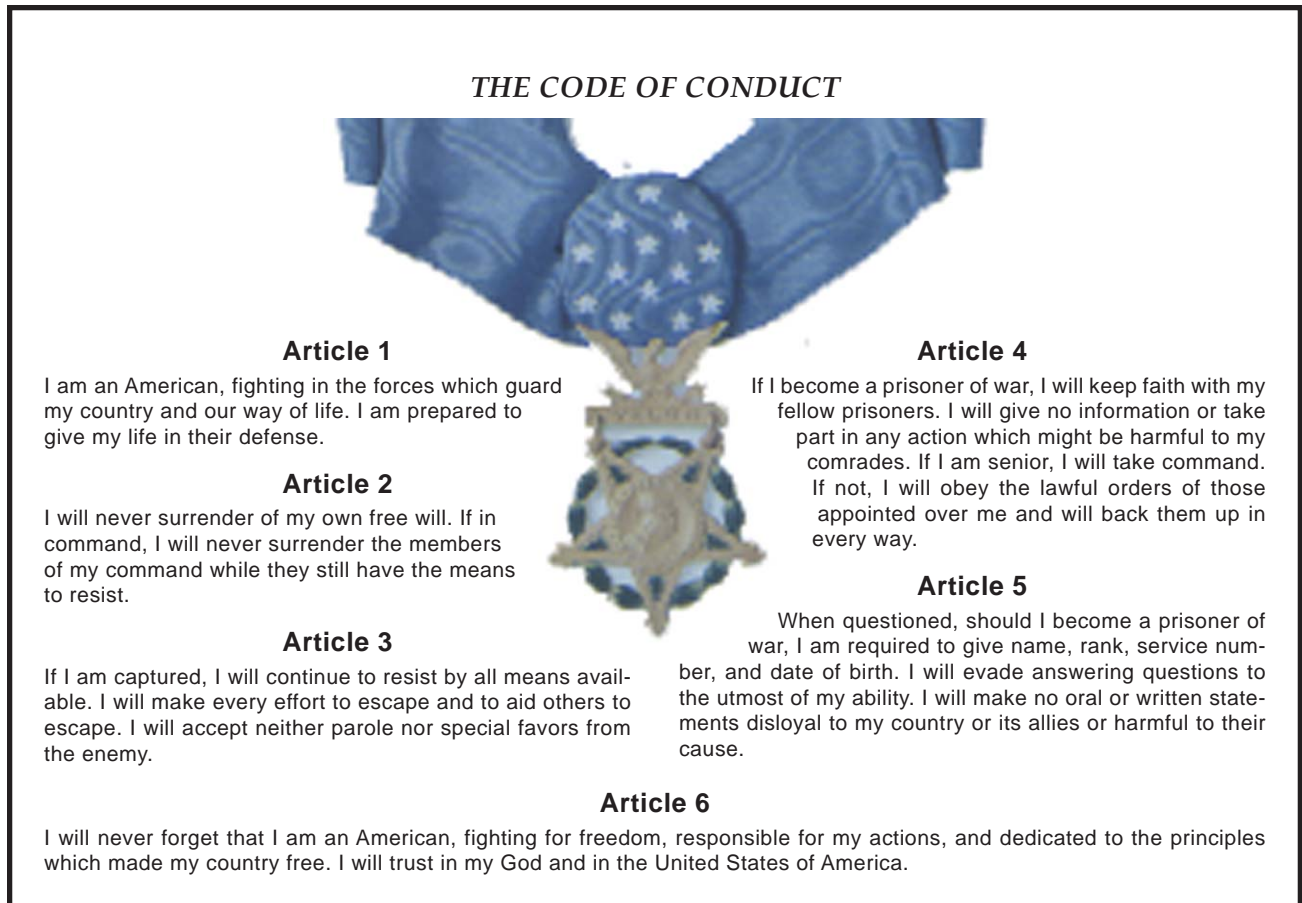 THE CODE OF CONDUCT
Article 1
I am an American, fighting in the forces which guard
my country and our way of life. I am prepared to
give my life in their defense.
Article 2
I will never surrender of my own free will. If in
command, I will never surrender the members
of my command while they still have the means
to resist.
Article 3
If I am captured, I will continue to resist by all means avail-
able. I will make every effort to escape and to aid others to
escape. I will accept neither parole nor special favors from
the enemy.
Article 4
If I become a prisoner of war, I will keep faith with my
fellow prisoners. I will give no information or take
part in any action which might be harmful to my
comrades. If I am senior, I will take command.
If not, I will obey the lawful orders of those
appointed over me and will back them up in
every way.
Article 5
When questioned, should I become a prisoner of
war, I am required to give name, rank, service num-
ber, and date of birth. I will evade answering questions to
the utmost of my ability. I will make no oral or written state-
ments disloyal to my country or its allies or harmful to their
cause.
Article 6
I will never forget that I am an American, fighting for freedom, responsible for my actions, and dedicated to the principles
which made my country free. I will trust in my God and in the United States of America.